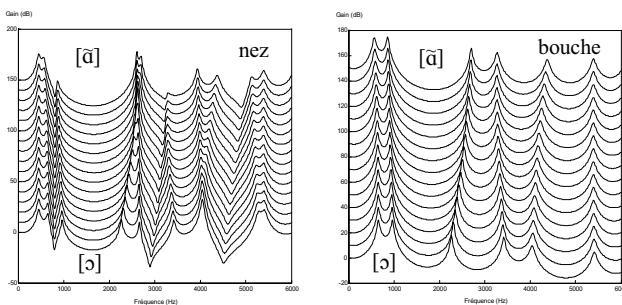 Gain (dB)
200
150
100
50
0
-50
0 1000 2000 3000 4000 5000 6000
Fréquence (Hz)
[ɑ̃]
nez
[ɔ]
Gain (dB)
180
160
140
120
100
80
60
40
20
0
-20
0 1000 2000 3000 4000 5000 6000
Fréquence (Hz)
[ɑ̃]
bouche
[ɔ]